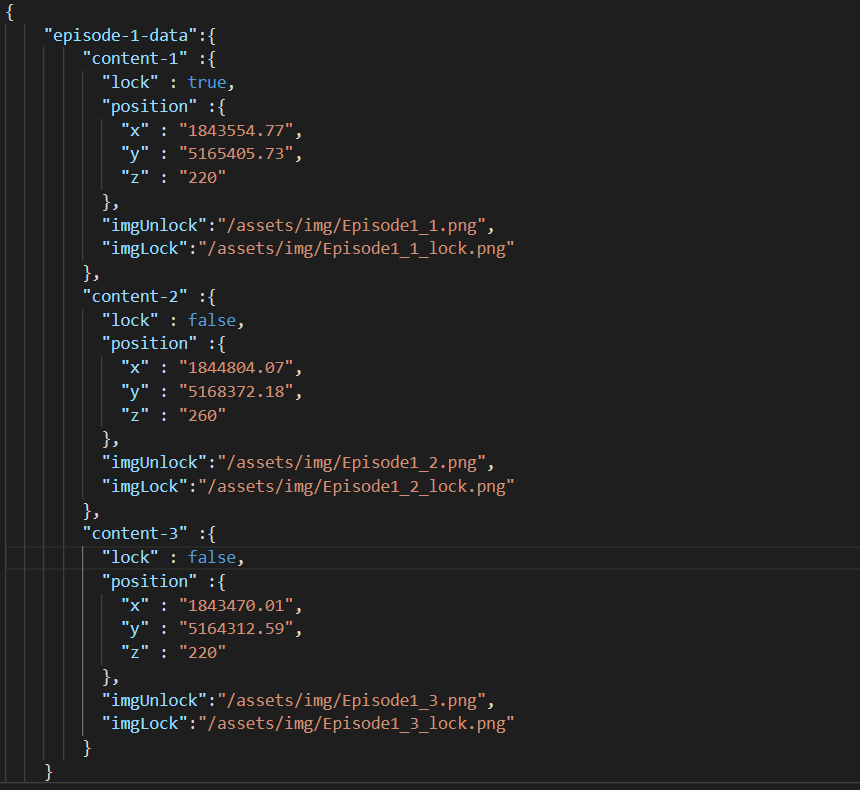 {
"episode-1-data":{
"content-1" :{
"lock" : true,
"position" :{
"x" : "1843554.77",
"y" : "5165405.73",
"z" : "220"
},
"imgUnlock":"/assets/img/Episode1_1.png",
"imgLock":"/assets/img/Episode1_1_lock.png"
},
"content-2" :{
"lock" : false,
"position" :{
"x" : "1844804.07",
"y" : "5168372.18",
"z" : "260"
},
"imgUnlock":"/assets/img/Episode1_2.png",
"imgLock":"/assets/img/Episode1_2_lock.png"
},
"content-3" :{
"lock" : false,
"position" :{
"x" : "1843470.01",
"y" : "5164312.59",
"z" : "220"
},
"imgUnlock":"/assets/img/Episode1_3.png",
"imgLock":"/assets/img/Episode1_3_lock.png"
}
}